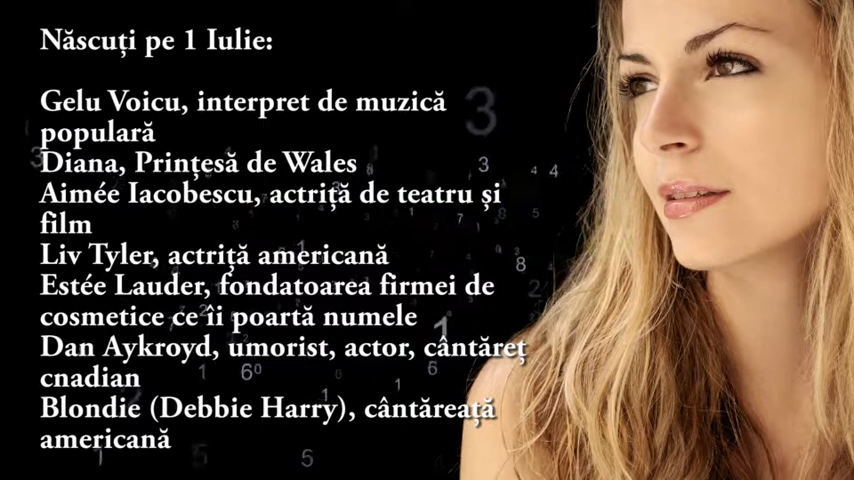 Născuți pe 1 Iulie:
Gelu Voicu, interpret de muzică
populară
Diana, Prințesă de Wales
Aimée Iacobescu, actriță de teatru și
film
Liv Tyler, actriță americană
Estée Lauder, fondatoarea firmei de
cosmetice ce îi poartă numele
Dan Aykroyd, umorist, actor, cântăreț
cnadian
Blondie (Debbie Harry), cântăreață
americană